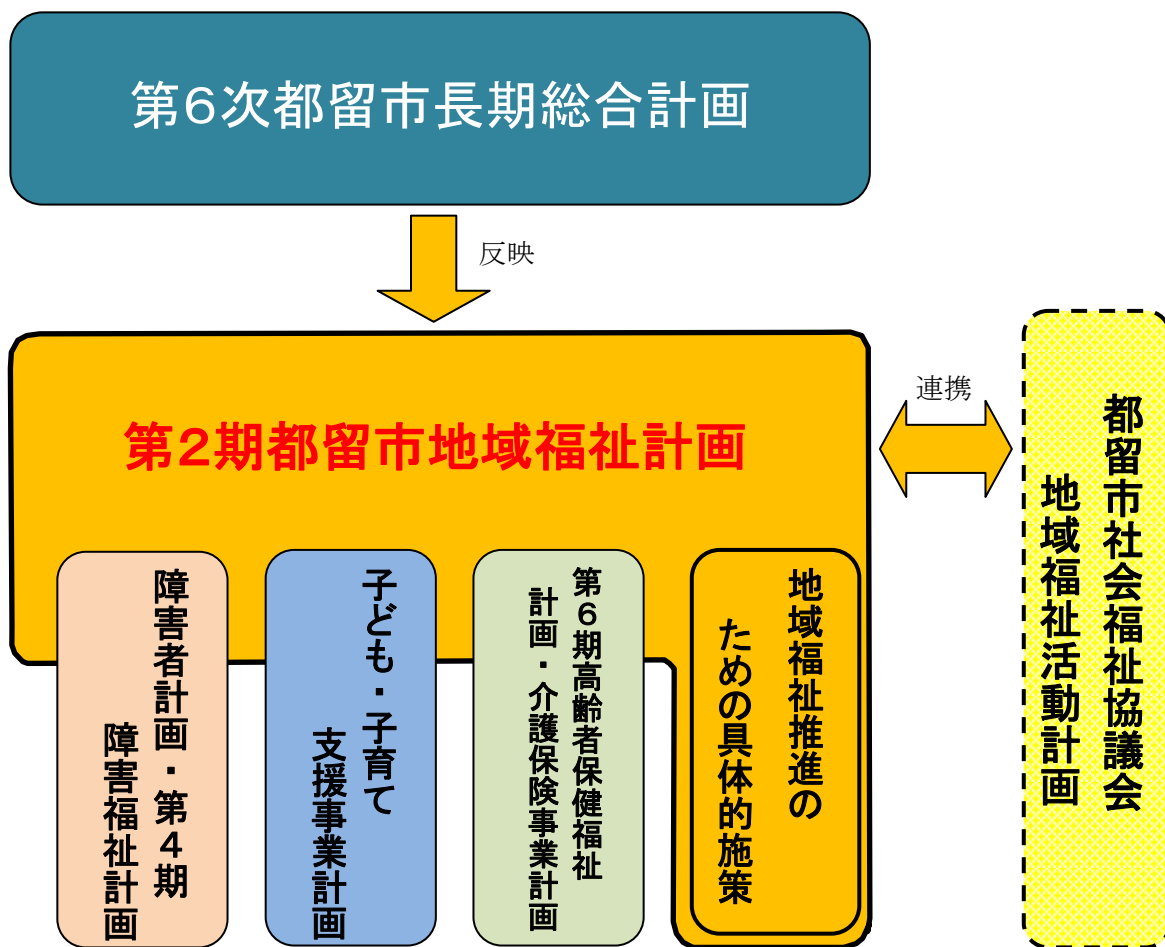 第6次都留市長期総合計画
反映
第2期都留市地域福祉計画
連携
障害者計画・第4期
障害福祉計画
子ども・子育て
支援事業計画
第6期高齢者保健福祉
計画・介護保険事業計画
地域福祉推進の
ための具体的施策
都留市社会福祉協議会
地域福祉活動計画